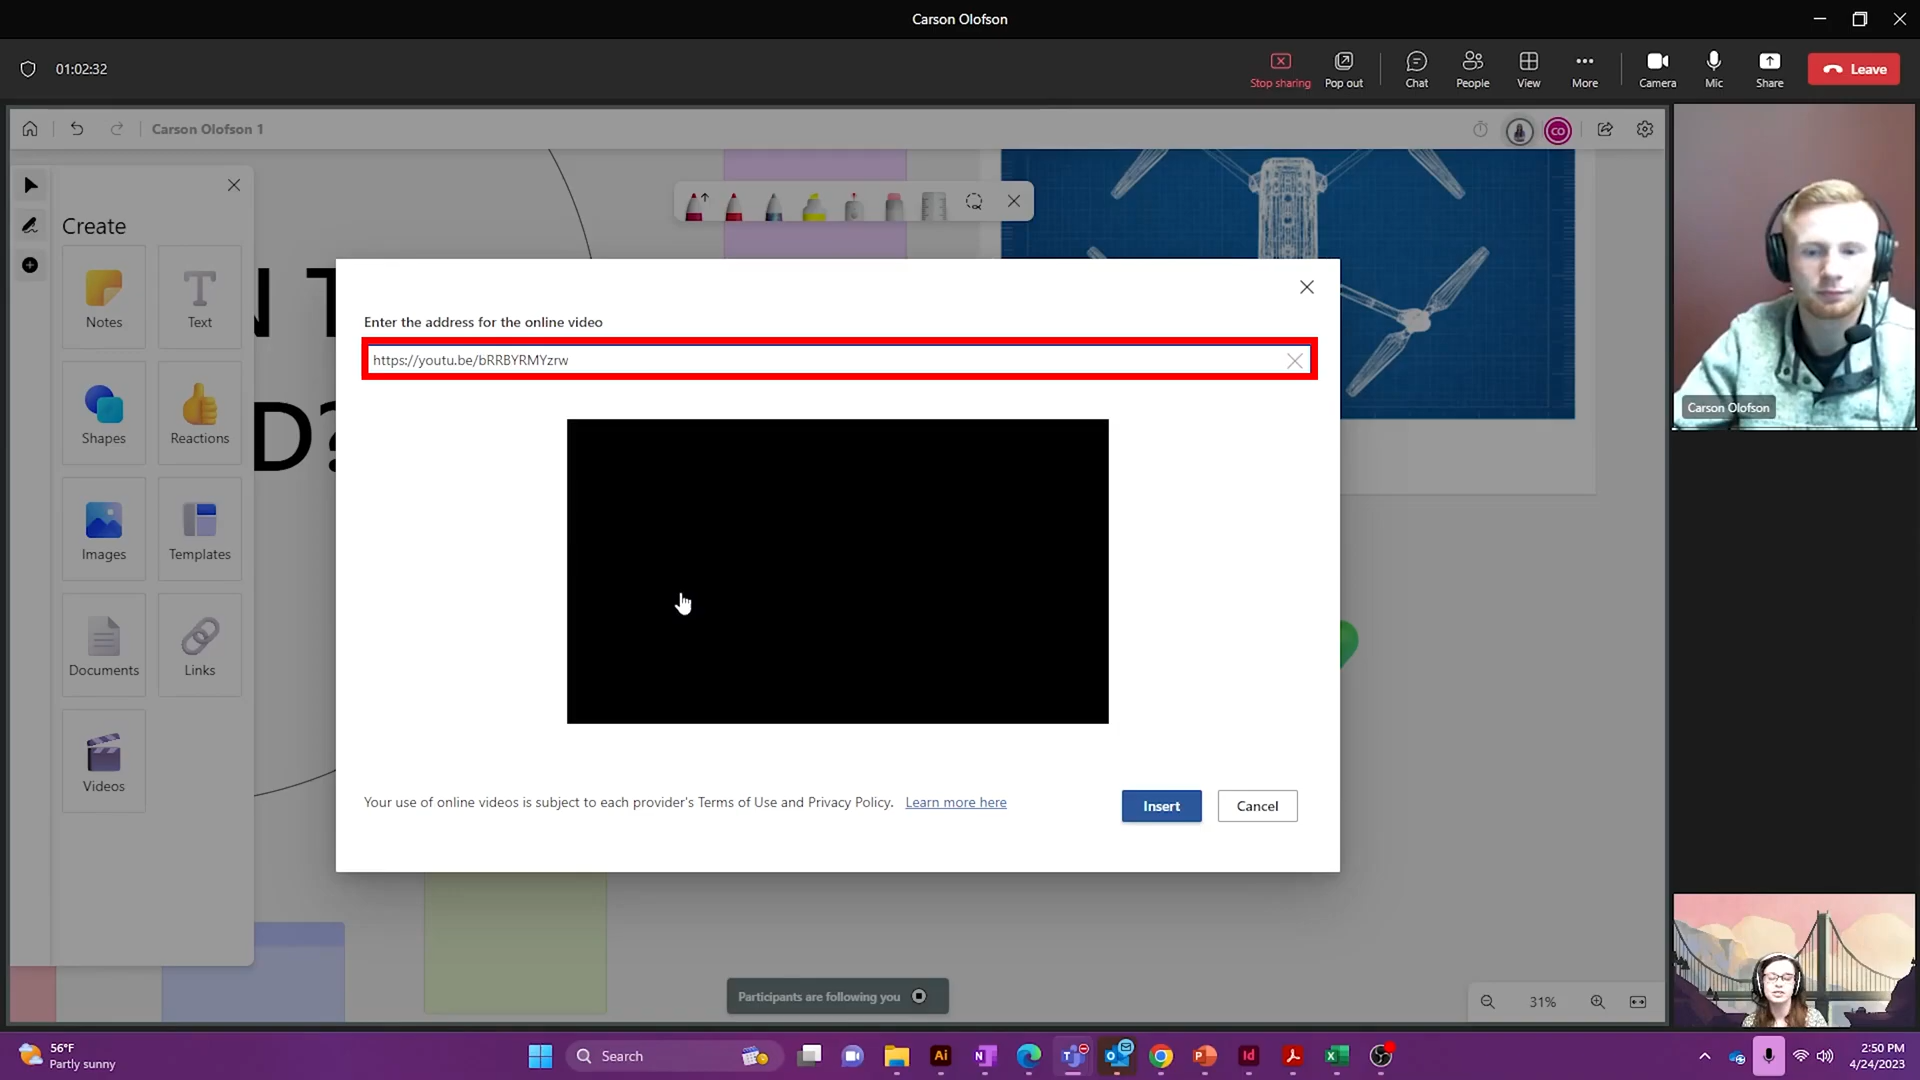 Carson Olofson
01:02:32
Stop sharing
Pop out
Chat
People
View
More
Camera
Mic
Share
Leave
Carson Olofson 1
CO
Create
Notes
Text
Shapes
Reactions
Images
Templates
Documents
Links
Videos
N T
D?
Enter the address for the online video
https://youtu.be/bRRBYRMYzrw
Your use of online videos is subject to each provider's Terms of Use and Privacy Policy. Learn more here
Insert
Cancel
Carson Olofson
Participants are following you
31%
56°F
Partly sunny
Search
Ai
N
P
Id
X
2:50 PM
4/24/2023